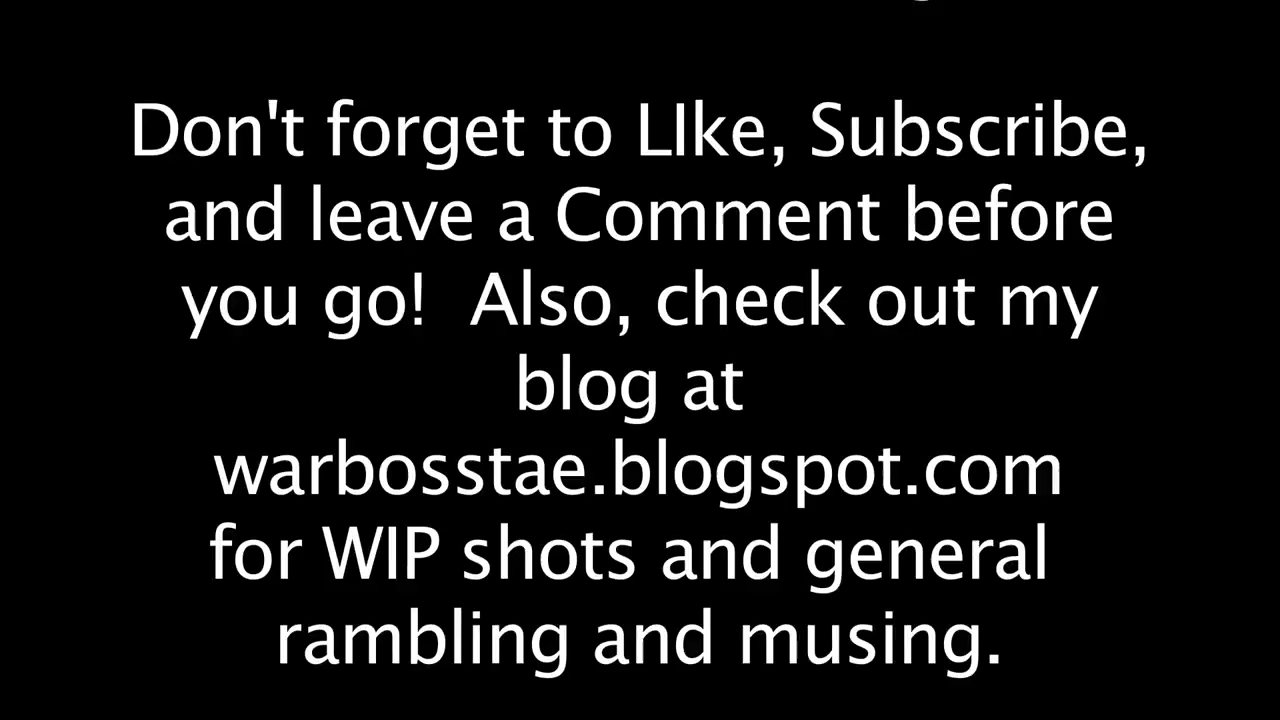 Don't forget to LIke, Subscribe,
and leave a Comment before
you go!  Also, check out my
blog at
warbosstae.blogspot.com
for WIP shots and general
rambling and musing.